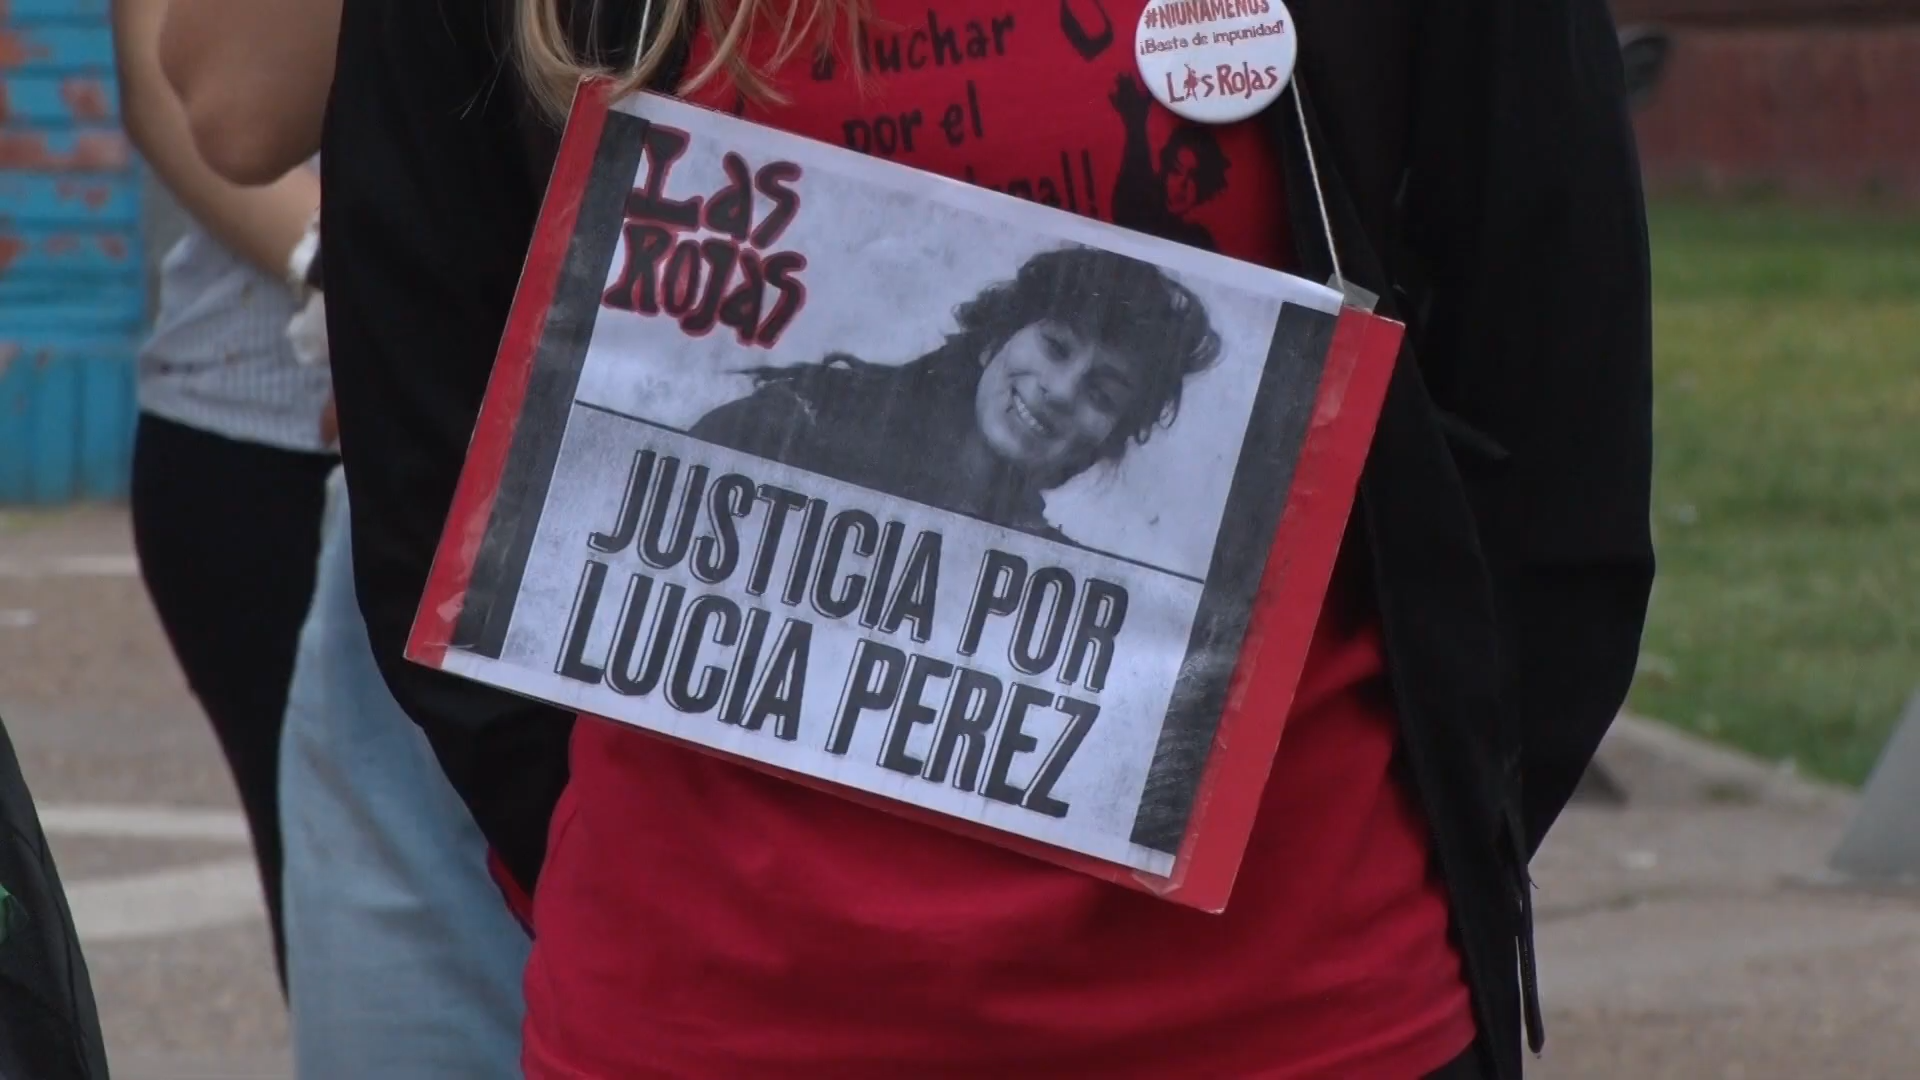 #NIUNAMENOS
¡Basta de impunidad!
Las Rojas
a luchar
por el
Las
Rojas
JUSTICIA POR
LUCIA PEREZ